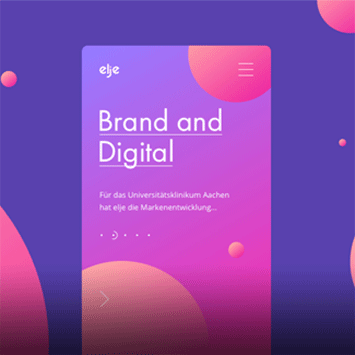 elje
Brand and
Digital
Für das Universitätsklinikum Aachen
hat elje die Markenentwicklung...